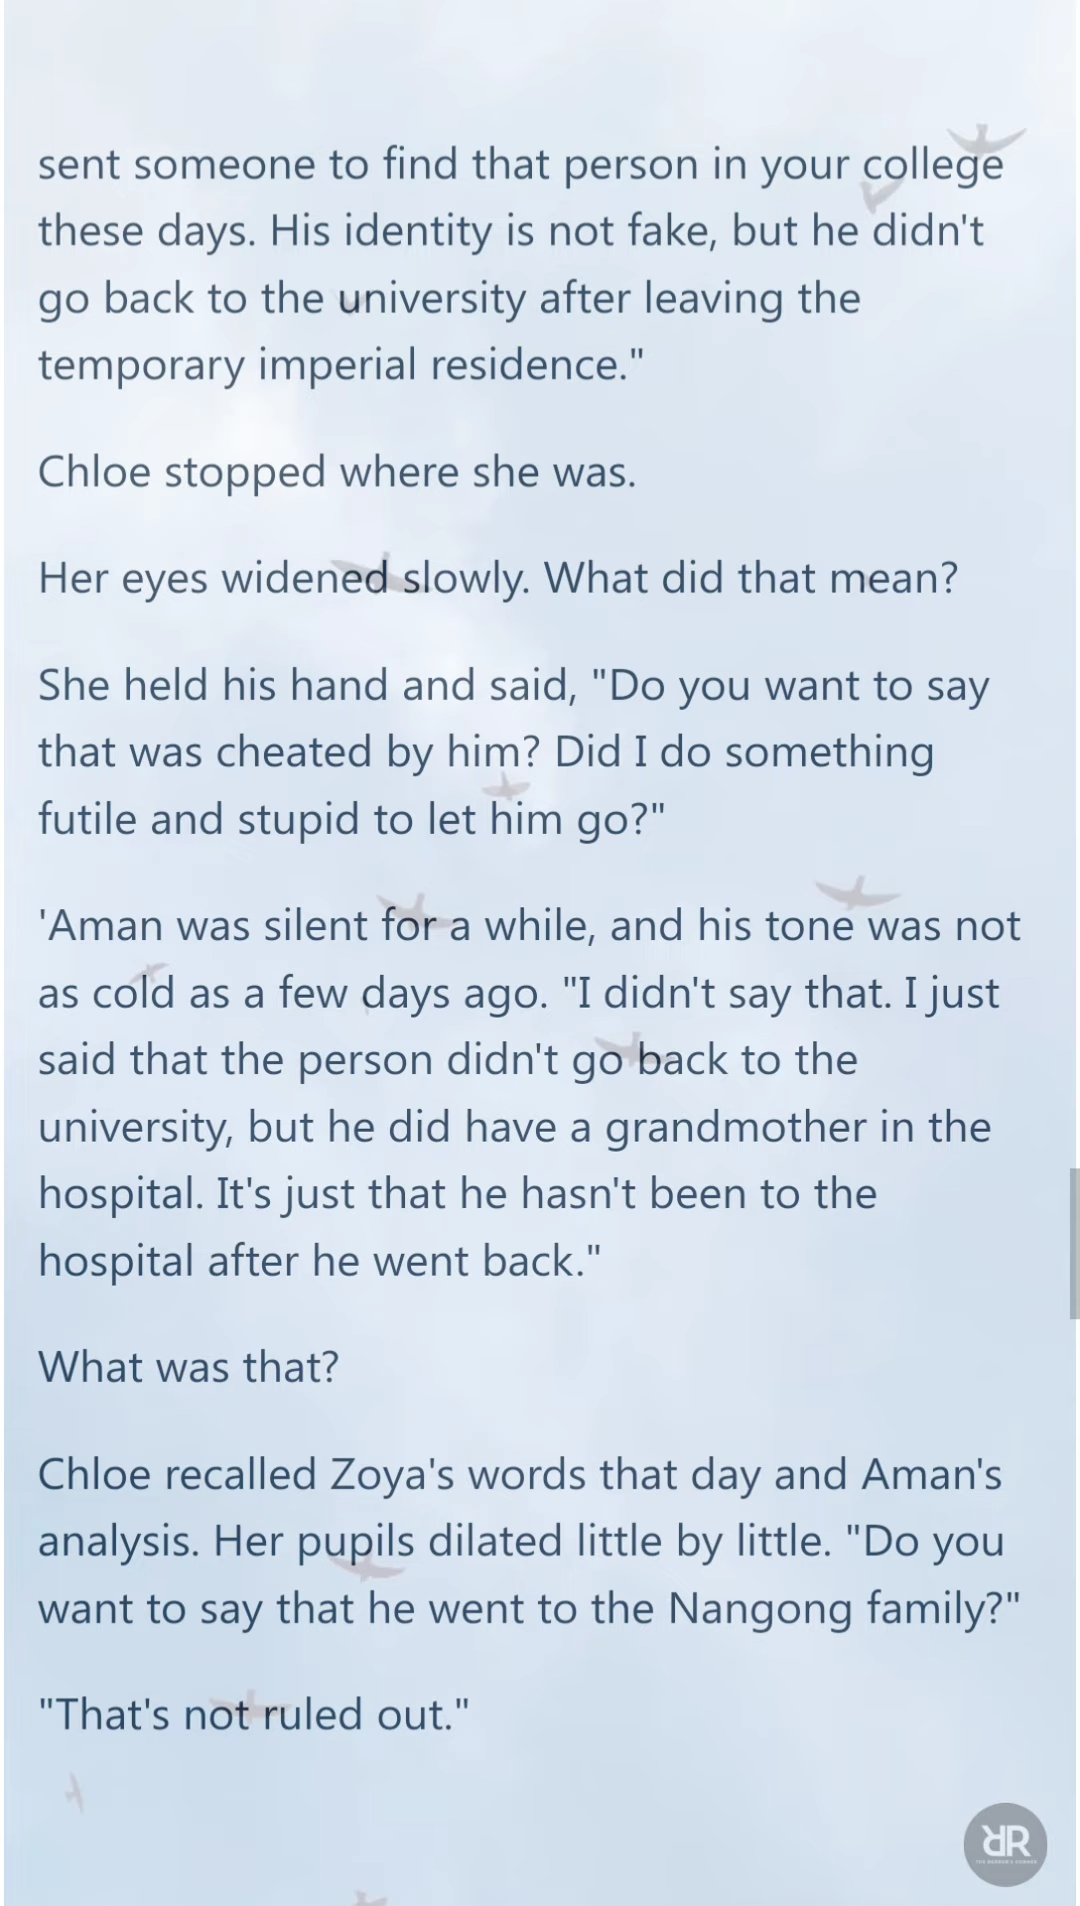 sent someone to find that person in your college
these days. His identity is not fake, but he didn't
go back to the university after leaving the
temporary imperial residence."
Chloe stopped where she was.
Her eyes widened slowly. What did that mean?
She held his hand and said, "Do you want to say
that was cheated by him? Did I do something
futile and stupid to let him go?"
'Aman was silent for a while, and his tone was not
as cold as a few days ago. "I didn't say that. I just
said that the person didn't go back to the
university, but he did have a grandmother in the
hospital. It's just that he hasn't been to the
hospital after he went back."
What was that?
Chloe recalled Zoya's words that day and Aman's
analysis. Her pupils dilated little by little. "Do you
want to say that he went to the Nangong family?"
"That's not ruled out."